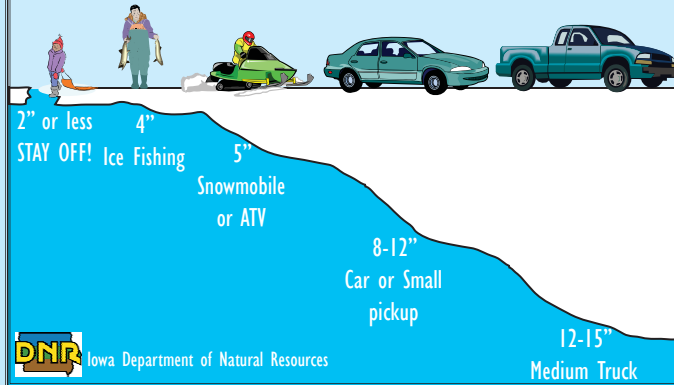 2” or less
STAY OFF!
4”
Ice Fishing
5”
Snowmobile
or ATV
8-12”
Car or Small
pickup
12-15”
Medium Truck
DNR
Iowa Department of Natural Resources